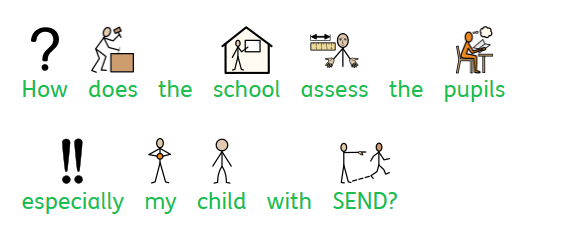 How does the school assess the pupils
especially my child with SEND?